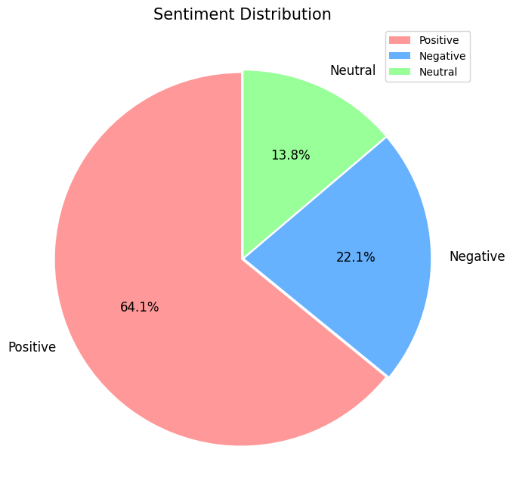 Sentiment Distribution
Positive
Negative
Neutral
Neutral
13.8%
22.1%
Negative
64.1%
Positive